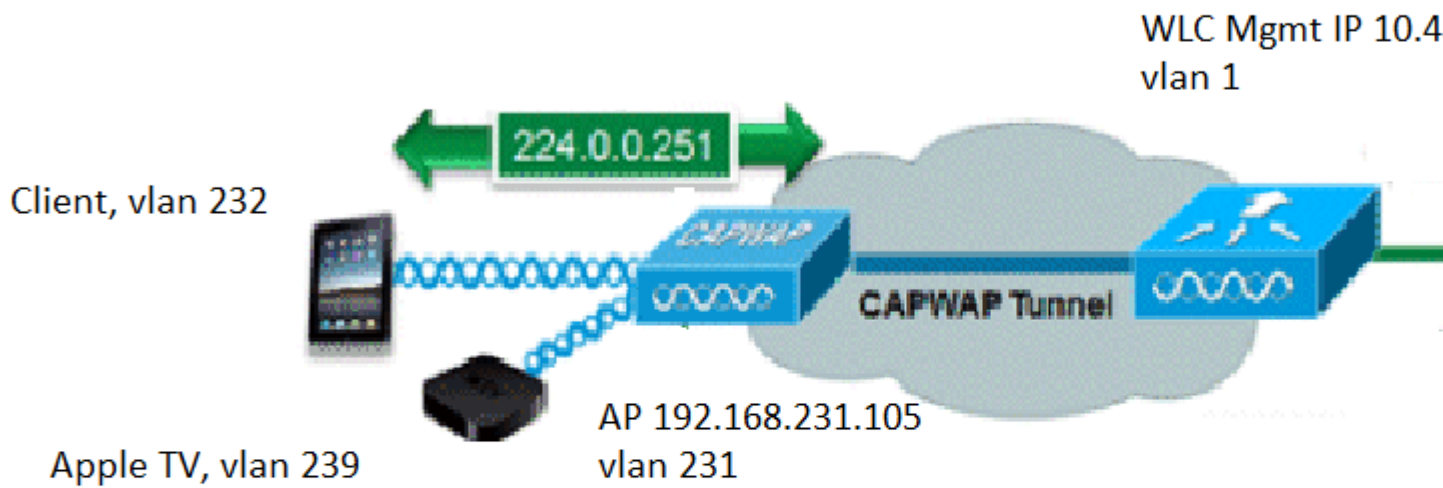 WLC Mgmt IP 10.4
vlan 1
224.0.0.251
Client, vlan 232
CAPWAP
CAPWAP Tunnel
AP 192.168.231.105
vlan 231
Apple TV, vlan 239